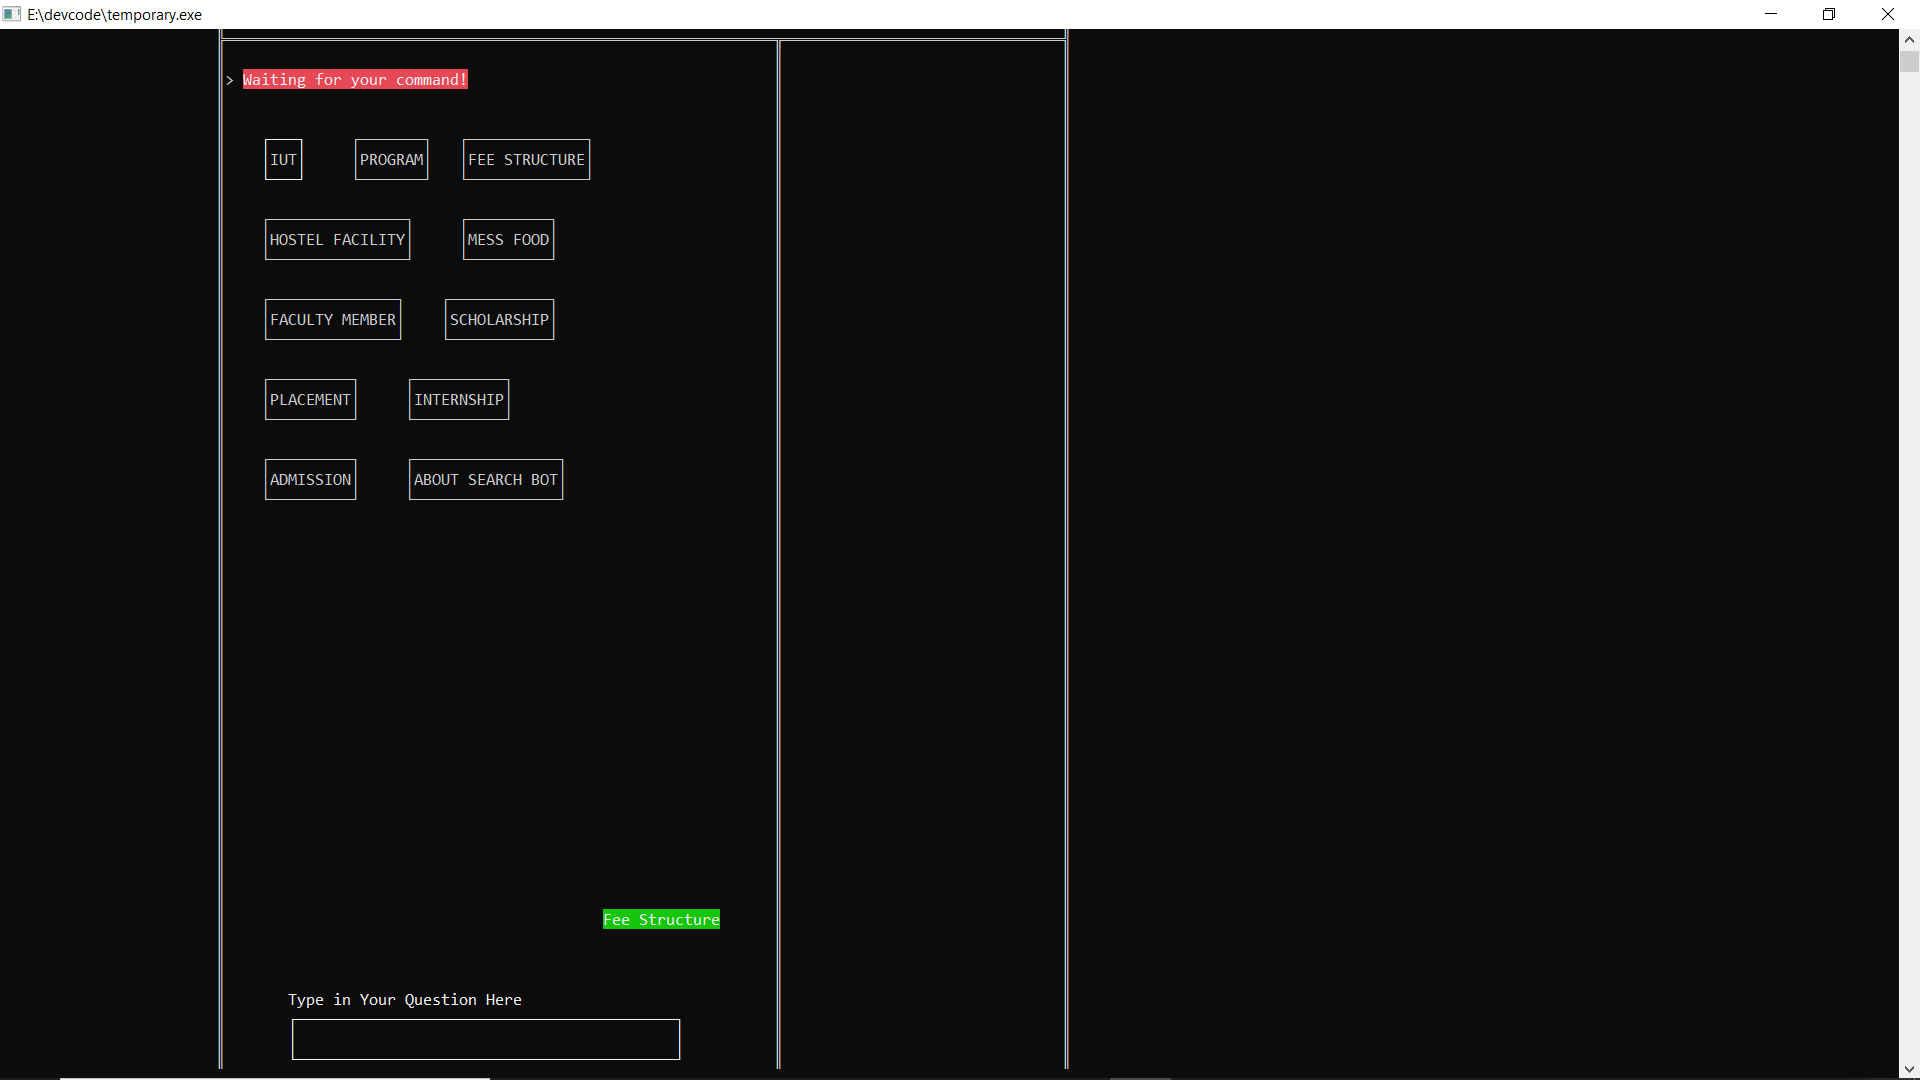 E:\devcode\temporary.exe
> Waiting for your command!
IUT PROGRAM FEE STRUCTURE
HOSTEL FACILITY MESS FOOD
FACULTY MEMBER SCHOLARSHIP
PLACEMENT INTERNSHIP
ADMISSION ABOUT SEARCH BOT
Fee Structure
Type in Your Question Here